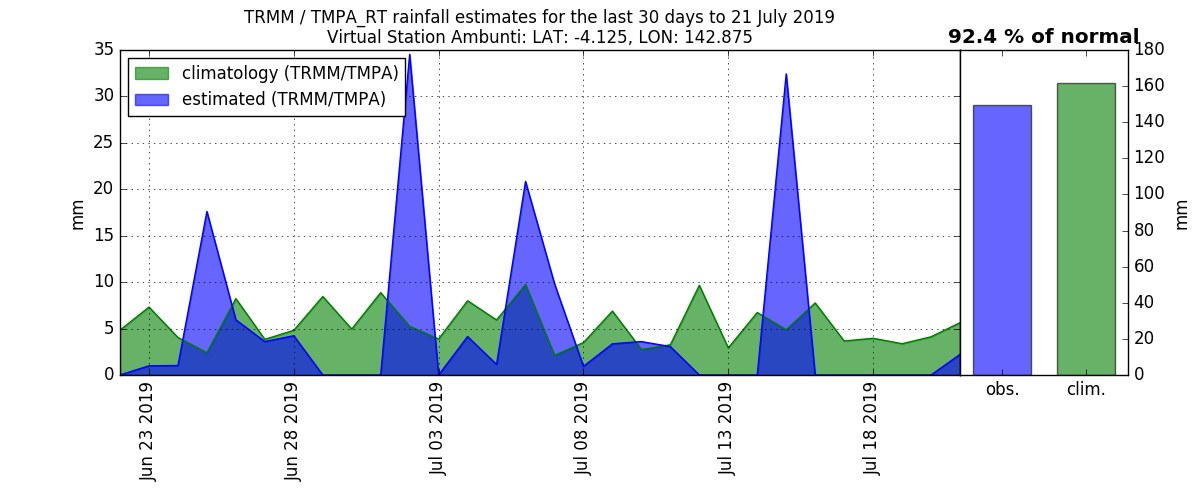 TRMM / TMPA_RT rainfall estimates for the last 30 days to 21 July 2019
Virtual Station Ambunti: LAT: -4.125, LON: 142.875
92.4 % of normal
climatology (TRMM/TMPA)
estimated (TRMM/TMPA)
mm
35
30
25
20
15
10
5
0
Jun 23 2019
Jun 28 2019
Jul 03 2019
Jul 08 2019
Jul 13 2019
Jul 18 2019
obs.
clim.
180
160
140
120
100
80
60
40
20
0
mm